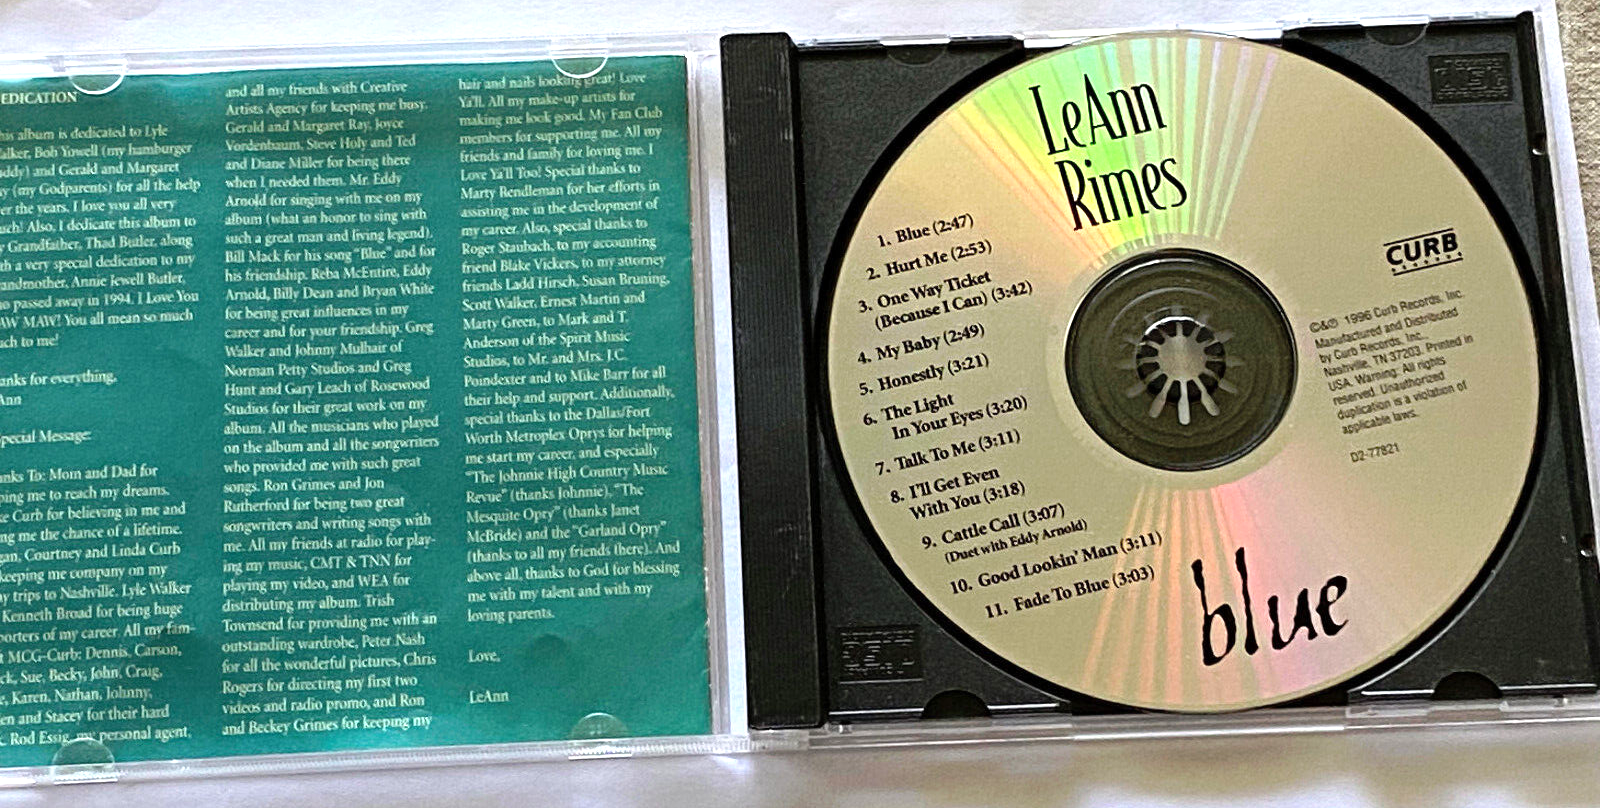 EDICATION
his album is dedicated to Lyle
alker, Bob Yowell (my hamburger
addy) and Gerald and Margaret
ay (my Godparents) for all the help
er the years. I love you all very
uch! Also, I dedicate this album to
y Grandfather, Thad Butler, along
th a very special dedication to my
andmother, Annie Jewell Butler,
ho passed away in 1994. I Love You
AW MAW! You all mean so much
uch to me!
anks for everything,
Ann
pecial Message:
anks To: Mom and Dad for
ping me to reach my dreams.
ke Curb for believing in me and
ing me the chance of a lifetime.
gan, Courtney and Linda Curb
keeping me company on my
ny trips to Nashville. Lyle Walker
Kenneth Broad for being huge
porters of my career. All my fam-
t MCG-Curb: Dennis, Carson,
ck, Sue, Becky, John, Craig,
e, Karen, Nathan, Johnny,
en and Stacey for their hard
k. Rod Essig, my personal agent,
and all my friends with Creative
Artists Agency for keeping me busy.
Gerald and Margaret Ray, Joyce
Vordenbaum, Steve Holy and Ted
and Diane Miller for being there
when I needed them. Mr. Eddy
Arnold for singing with me on my
album (what an honor to sing with
such a great man and living legend).
Bill Mack for his song "Blue" and for
his friendship. Reba McEntire, Eddy
Arnold, Billy Dean and Bryan White
for being great influences in my
career and for your friendship. Greg
Walker and Johnny Mulhair of
Norman Petty Studios and Greg
Hunt and Gary Leach of Rosewood
Studios for their great work on my
album. All the musicians who played
on the album and all the songwriters
who provided me with such great
songs. Ron Grimes and Jon
Rutherford for being two great
songwriters and writing songs with
me. All my friends at radio for play-
ing my music, CMT & TNN for
playing my video, and WEA for
distributing my album. Trish
Townsend for providing me with an
outstanding wardrobe, Peter Nash
for all the wonderful pictures, Chris
Rogers for directing my first two
videos and radio promo, and Ron
and Beckey Grimes for keeping my
hair and nails looking great! Love
Ya'll. All my make-up artists for
making me look good. My Fan Club
members for supporting me. All my
friends and family for loving me. I
Love Ya'll Too! Special thanks to
Marty Rendleman for her efforts in
assisting me in the development of
my career. Also, special thanks to
Roger Staubach, to my accounting
friend Blake Vickers, to my attorney
friends Ladd Hirsch, Susan Bruning,
Scott Walker, Ernest Martin and
Marty Green, to Mark and T.
Anderson of the Spirit Music
Studios, to Mr. and Mrs. J.C.
Poindexter and to Mike Barr for all
their help and support. Additionally,
special thanks to the Dallas/Fort
Worth Metroplex Oprys for helping
me start my career, and especially
"The Johnnie High Country Music
Revue" (thanks Johnnie), "The
Mesquite Opry" (thanks Janet
McBride) and the "Garland Opry"
(thanks to all my friends there). And
above all, thanks to God for blessing
me with my talent and with my
loving parents.
Love,
LeAnn
LeAnn
Rimes
1. Blue (2:47)
2. Hurt Me (2:53)
3. One Way Ticket
(Because I Can) (3:42)
4. My Baby (2:49)
5. Honestly (3:21)
6. The Light
In Your Eyes (3:20)
7. Talk To Me (3:11)
8. I'll Get Even
With You (3:18)
9. Cattle Call (3:07)
(Duet with Eddy Arnold)
10. Good Lookin' Man (3:11)
11. Fade To Blue (3:03)
CURB
RECORDS
©&℗ 1996 Curb Records, Inc.
Manufactured and Distributed
by Curb Records, Inc.,
Nashville, TN 37203. Printed in
USA. Warning: All rights
reserved. Unauthorized
duplication is a violation of
applicable laws.
D2-77821
blue